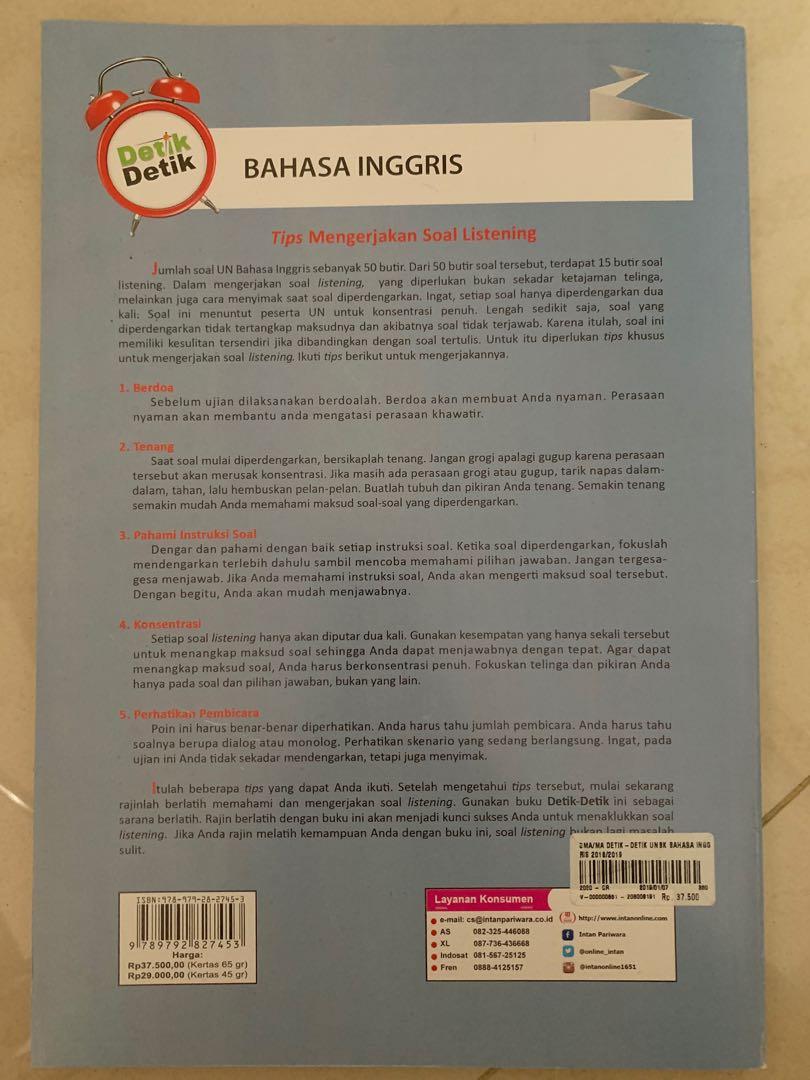 Detik
Detik
BAHASA INGGRIS
Tips Mengerjakan Soal Listening
Jumlah soal UN Bahasa Inggris sebanyak 50 butir. Dari 50 butir soal tersebut, terdapat 15 butir soal
listening. Dalam mengerjakan soal listening, yang diperlukan bukan sekadar ketajaman telinga,
melainkan juga cara menyimak saat soal diperdengarkan. Ingat, setiap soal hanya diperdengarkan dua
kali. Soal ini menuntut peserta UN untuk konsentrasi penuh. Lengah sedikit saja, soal yang
diperdengarkan tidak tertangkap maksudnya dan akibatnya soal tidak terjawab. Karena itulah, soal ini
memiliki kesulitan tersendiri jika dibandingkan dengan soal tertulis. Untuk itu diperlukan tips khusus
untuk mengerjakan soal listening. Ikuti tips berikut untuk mengerjakannya.
1. Berdoa
Sebelum ujian dilaksanakan berdoalah. Berdoa akan membuat Anda nyaman. Perasaan
nyaman akan membantu anda mengatasi perasaan khawatir.
2. Tenang
Saat soal mulai diperdengarkan, bersikaplah tenang. Jangan grogi apalagi gugup karena perasaan
tersebut akan merusak konsentrasi. Jika masih ada perasaan grogi atau gugup, tarik napas dalam-
dalam, tahan, lalu hembuskan pelan-pelan. Buatlah tubuh dan pikiran Anda tenang. Semakin tenang
semakin mudah Anda memahami maksud soal-soal yang diperdengarkan.
3. Pahami Instruksi Soal
Dengar dan pahami dengan baik setiap instruksi soal. Ketika soal diperdengarkan, fokuslah
mendengarkan terlebih dahulu sambil mencoba memahami pilihan jawaban. Jangan tergesa-
gesa menjawab. Jika Anda memahami instruksi soal, Anda akan mengerti maksud soal tersebut.
Dengan begitu, Anda akan mudah menjawabnya.
4. Konsentrasi
Setiap soal listening hanya akan diputar dua kali. Gunakan kesempatan yang hanya sekali tersebut
untuk menangkap maksud soal sehingga Anda dapat menjawabnya dengan tepat. Agar dapat
menangkap maksud soal, Anda harus berkonsentrasi penuh. Fokuskan telinga dan pikiran Anda
hanya pada soal dan pilihan jawaban, bukan yang lain.
5. Perhatikan Pembicara
Poin ini harus benar-benar diperhatikan. Anda harus tahu jumlah pembicara. Anda harus tahu
soalnya berupa dialog atau monolog. Perhatikan skenario yang sedang berlangsung. Ingat, pada
ujian ini Anda tidak sekadar mendengarkan, tetapi juga menyimak.
Itulah beberapa tips yang dapat Anda ikuti. Setelah mengetahui tips tersebut, mulai sekarang
rajinlah berlatih memahami dan mengerjakan soal listening. Gunakan buku Detik-Detik ini sebagai
sarana berlatih. Rajin berlatih dengan buku ini akan menjadi kunci sukses Anda untuk menaklukkan soal
listening. Jika Anda rajin melatih kemampuan Anda dengan buku ini, soal listening bukan lagi masalah
sulit.
SMA/MA DETIK - DETIK UNBK BAHASA INGG
RIS 2018/2019
2020 - GR 2019/01/07 380
Rp. 37.500
ISBN: 978-979-28-2745-3
9 789792 827453
Harga:
Rp37.500,00 (Kertas 65 gr)
Rp29.000,00 (Kertas 45 gr)
Layanan Konsumen
e-mail: cs@intanpariwara.co.id
AS 082-325-446088
XL 087-736-436668
Indosat 081-567-25125
Fren 0888-4125157
http://www.intanonline.com
Intan Pariwara
@online_intan
@intanonline1651